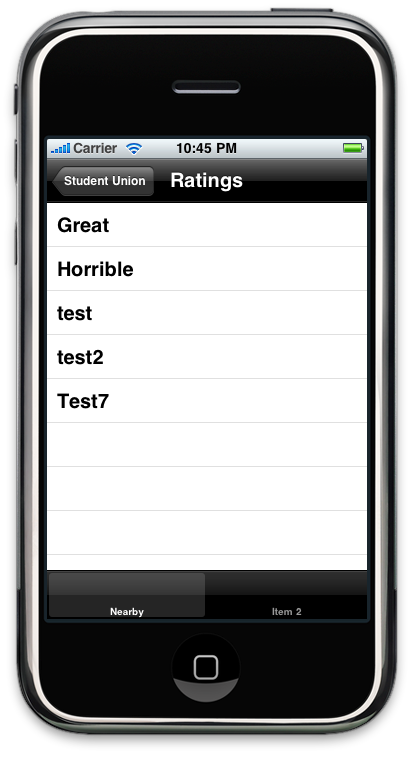 Carrier 10:45 PM
Student Union Ratings
Great
Horrible
test
test2
Test7
Nearby Item 2